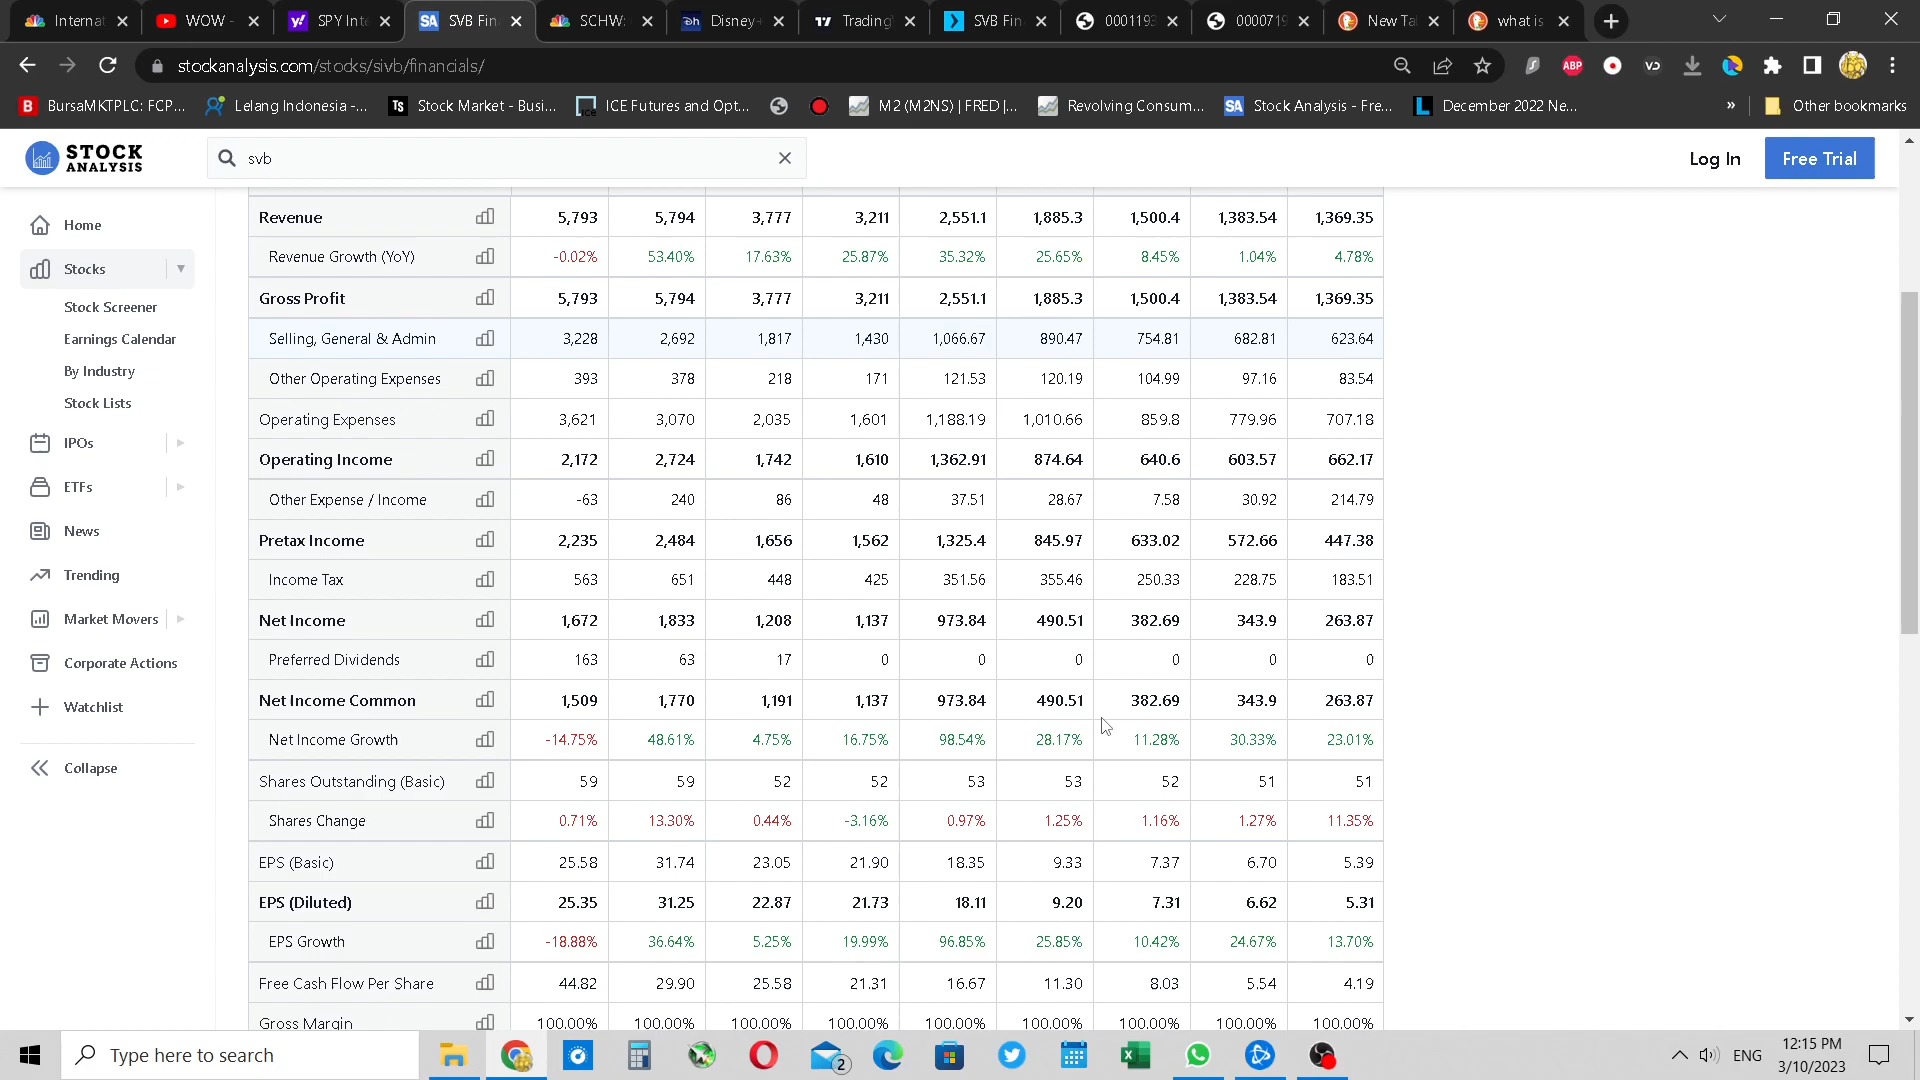 Internat
WOW -
SPY Inte
SVB Fin
SCHW:
Disney+
Trading
SVB Fin
0001193
0000719
New Ta
what is
stockanalysis.com/stocks/sivb/financials/
BursaMKTPLC: FCP...
Lelang Indonesia -...
Stock Market - Busi...
ICE Futures and Opt...
M2 (M2NS) | FRED |...
Revolving Consum...
Stock Analysis - Fre...
December 2022 Ne...
»
Other bookmarks
STOCK
ANALYSIS
svb
Log In
Free Trial
Home
Stocks
Stock Screener
Earnings Calendar
By Industry
Stock Lists
IPOs
ETFs
News
Trending
Market Movers
Corporate Actions
Watchlist
Collapse
Revenue 5,793 5,794 3,777 3,211 2,551.1 1,885.3 1,500.4 1,383.54 1,369.35
Revenue Growth (YoY) -0.02% 53.40% 17.63% 25.87% 35.32% 25.65% 8.45% 1.04% 4.78%
Gross Profit 5,793 5,794 3,777 3,211 2,551.1 1,885.3 1,500.4 1,383.54 1,369.35
Selling, General & Admin 3,228 2,692 1,817 1,430 1,066.67 890.47 754.81 682.81 623.64
Other Operating Expenses 393 378 218 171 121.53 120.19 104.99 97.16 83.54
Operating Expenses 3,621 3,070 2,035 1,601 1,188.19 1,010.66 859.8 779.96 707.18
Operating Income 2,172 2,724 1,742 1,610 1,362.91 874.64 640.6 603.57 662.17
Other Expense / Income -63 240 86 48 37.51 28.67 7.58 30.92 214.79
Pretax Income 2,235 2,484 1,656 1,562 1,325.4 845.97 633.02 572.66 447.38
Income Tax 563 651 448 425 351.56 355.46 250.33 228.75 183.51
Net Income 1,672 1,833 1,208 1,137 973.84 490.51 382.69 343.9 263.87
Preferred Dividends 163 63 17 0 0 0 0 0 0
Net Income Common 1,509 1,770 1,191 1,137 973.84 490.51 382.69 343.9 263.87
Net Income Growth -14.75% 48.61% 4.75% 16.75% 98.54% 28.17% 11.28% 30.33% 23.01%
Shares Outstanding (Basic) 59 59 52 52 53 53 52 51 51
Shares Change 0.71% 13.30% 0.44% -3.16% 0.97% 1.25% 1.16% 1.27% 11.35%
EPS (Basic) 25.58 31.74 23.05 21.90 18.35 9.33 7.37 6.70 5.39
EPS (Diluted) 25.35 31.25 22.87 21.73 18.11 9.20 7.31 6.62 5.31
EPS Growth -18.88% 36.64% 5.25% 19.99% 96.85% 25.85% 10.42% 24.67% 13.70%
Free Cash Flow Per Share 44.82 29.90 25.58 21.31 16.67 11.30 8.03 5.54 4.19
Gross Margin 100.00% 100.00% 100.00% 100.00% 100.00% 100.00% 100.00% 100.00% 100.00%
Type here to search
2
ENG
12:15 PM
3/10/2023